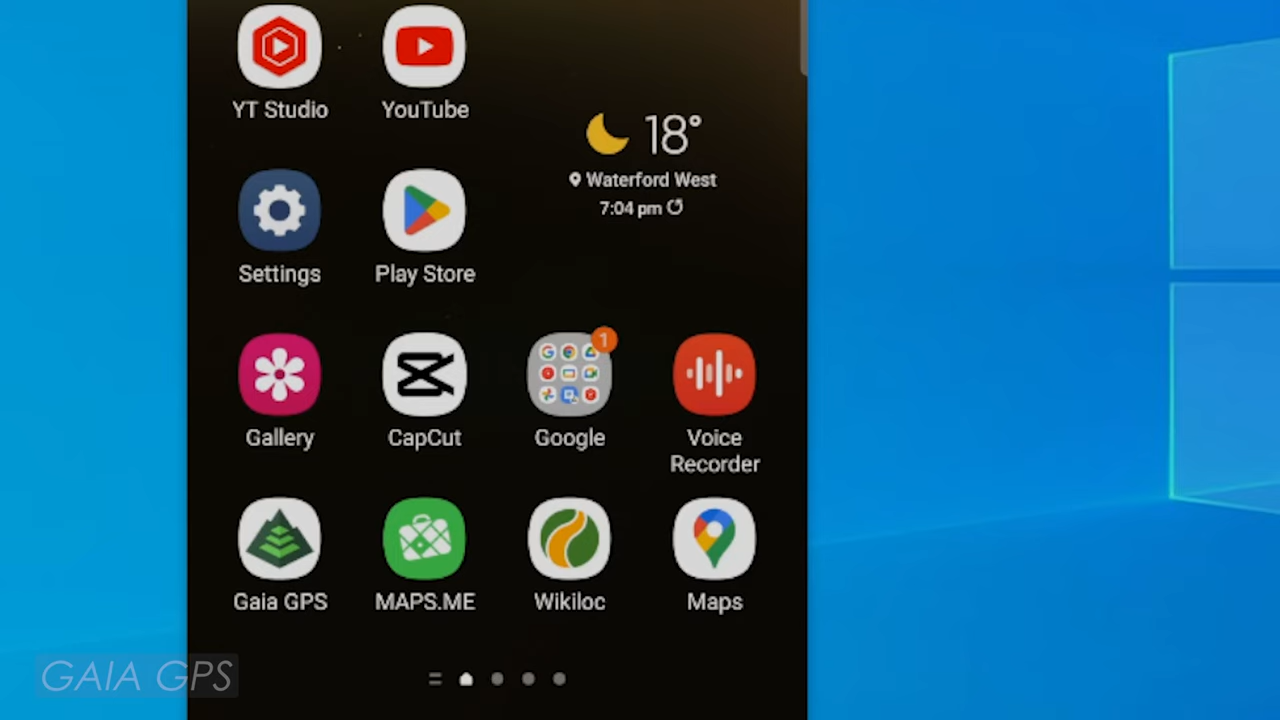 YT Studio
YouTube
18°
Waterford West
7:04 pm
Settings
Play Store
1
Gallery
CapCut
Google
Voice
Recorder
Gaia GPS
MAPS.ME
Wikiloc
Maps
GAIA GPS